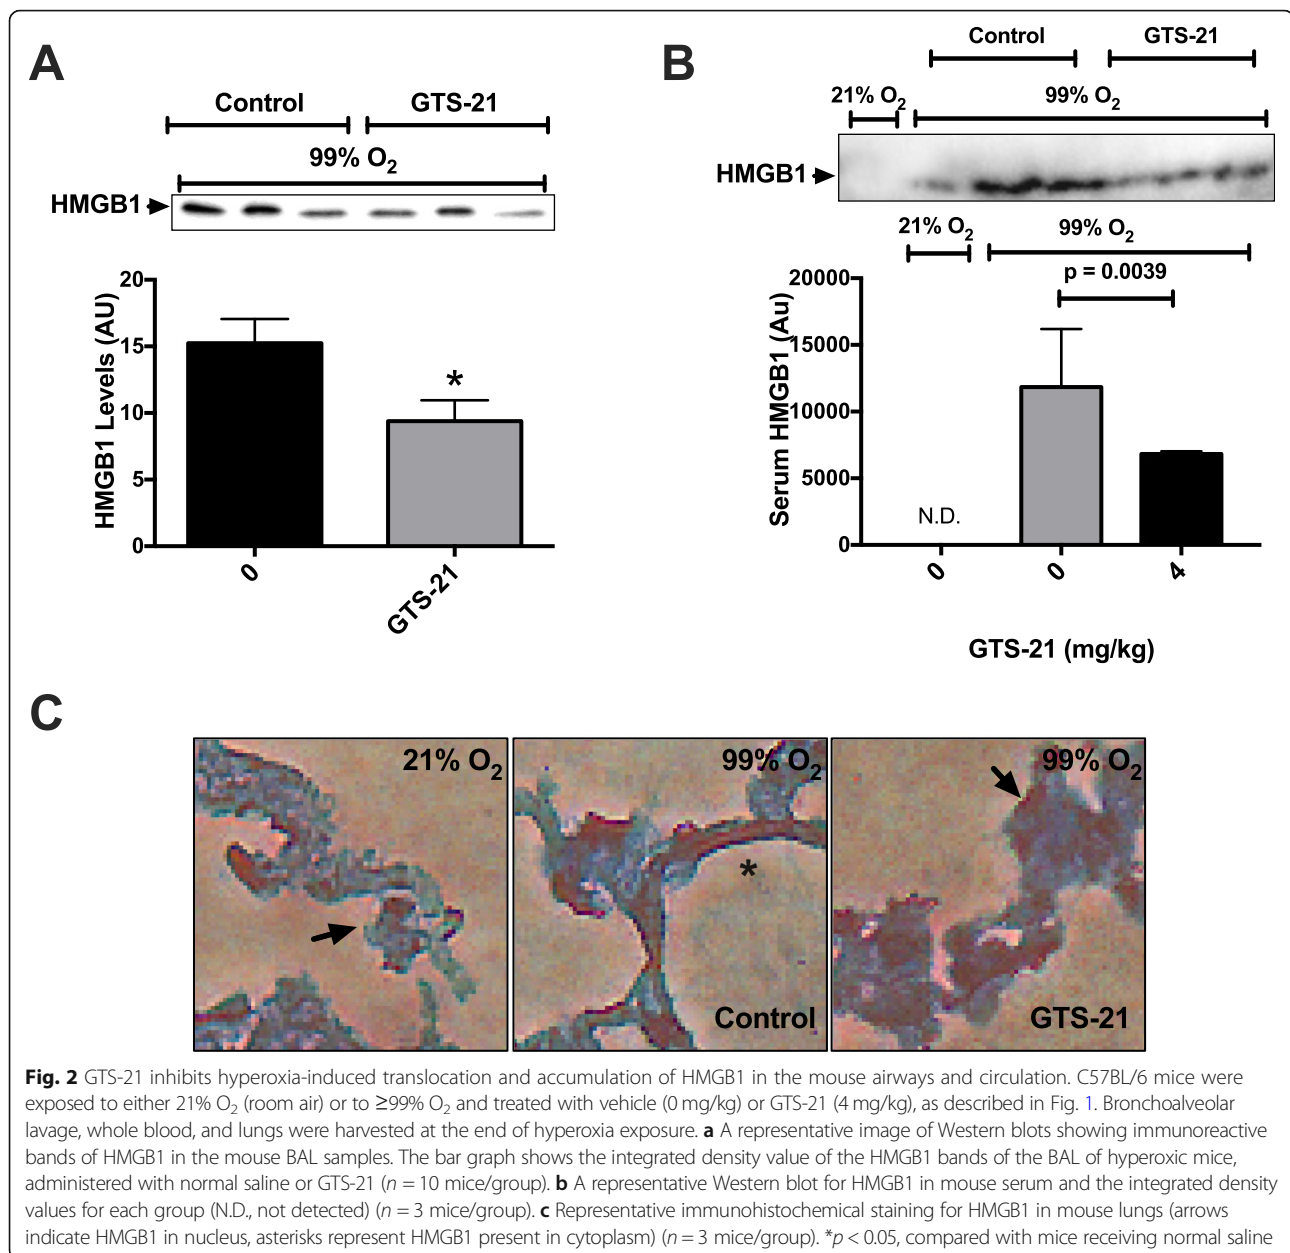 A
Control GTS-21
99% O2
HMGB1
HMGB1 Levels (AU)
20
15
10
5
0
*
0
GTS-21
B
Control GTS-21
21% O2 99% O2
HMGB1
21% O2 99% O2
p = 0.0039
Serum HMGB1 (Au)
20000
15000
10000
5000
0
N.D.
0 0 4
GTS-21 (mg/kg)
C
21% O2 99% O2 99% O2
*
Control GTS-21
Fig. 2 GTS-21 inhibits hyperoxia-induced translocation and accumulation of HMGB1 in the mouse airways and circulation. C57BL/6 mice were
exposed to either 21% O2 (room air) or to ≥99% O2 and treated with vehicle (0 mg/kg) or GTS-21 (4 mg/kg), as described in Fig. 1. Bronchoalveolar
lavage, whole blood, and lungs were harvested at the end of hyperoxia exposure. a A representative image of Western blots showing immunoreactive
bands of HMGB1 in the mouse BAL samples. The bar graph shows the integrated density value of the HMGB1 bands of the BAL of hyperoxic mice,
administered with normal saline or GTS-21 (n = 10 mice/group). b A representative Western blot for HMGB1 in mouse serum and the integrated density
values for each group (N.D., not detected) (n = 3 mice/group). c Representative immunohistochemical staining for HMGB1 in mouse lungs (arrows
indicate HMGB1 in nucleus, asterisks represent HMGB1 present in cytoplasm) (n = 3 mice/group). *p < 0.05, compared with mice receiving normal saline